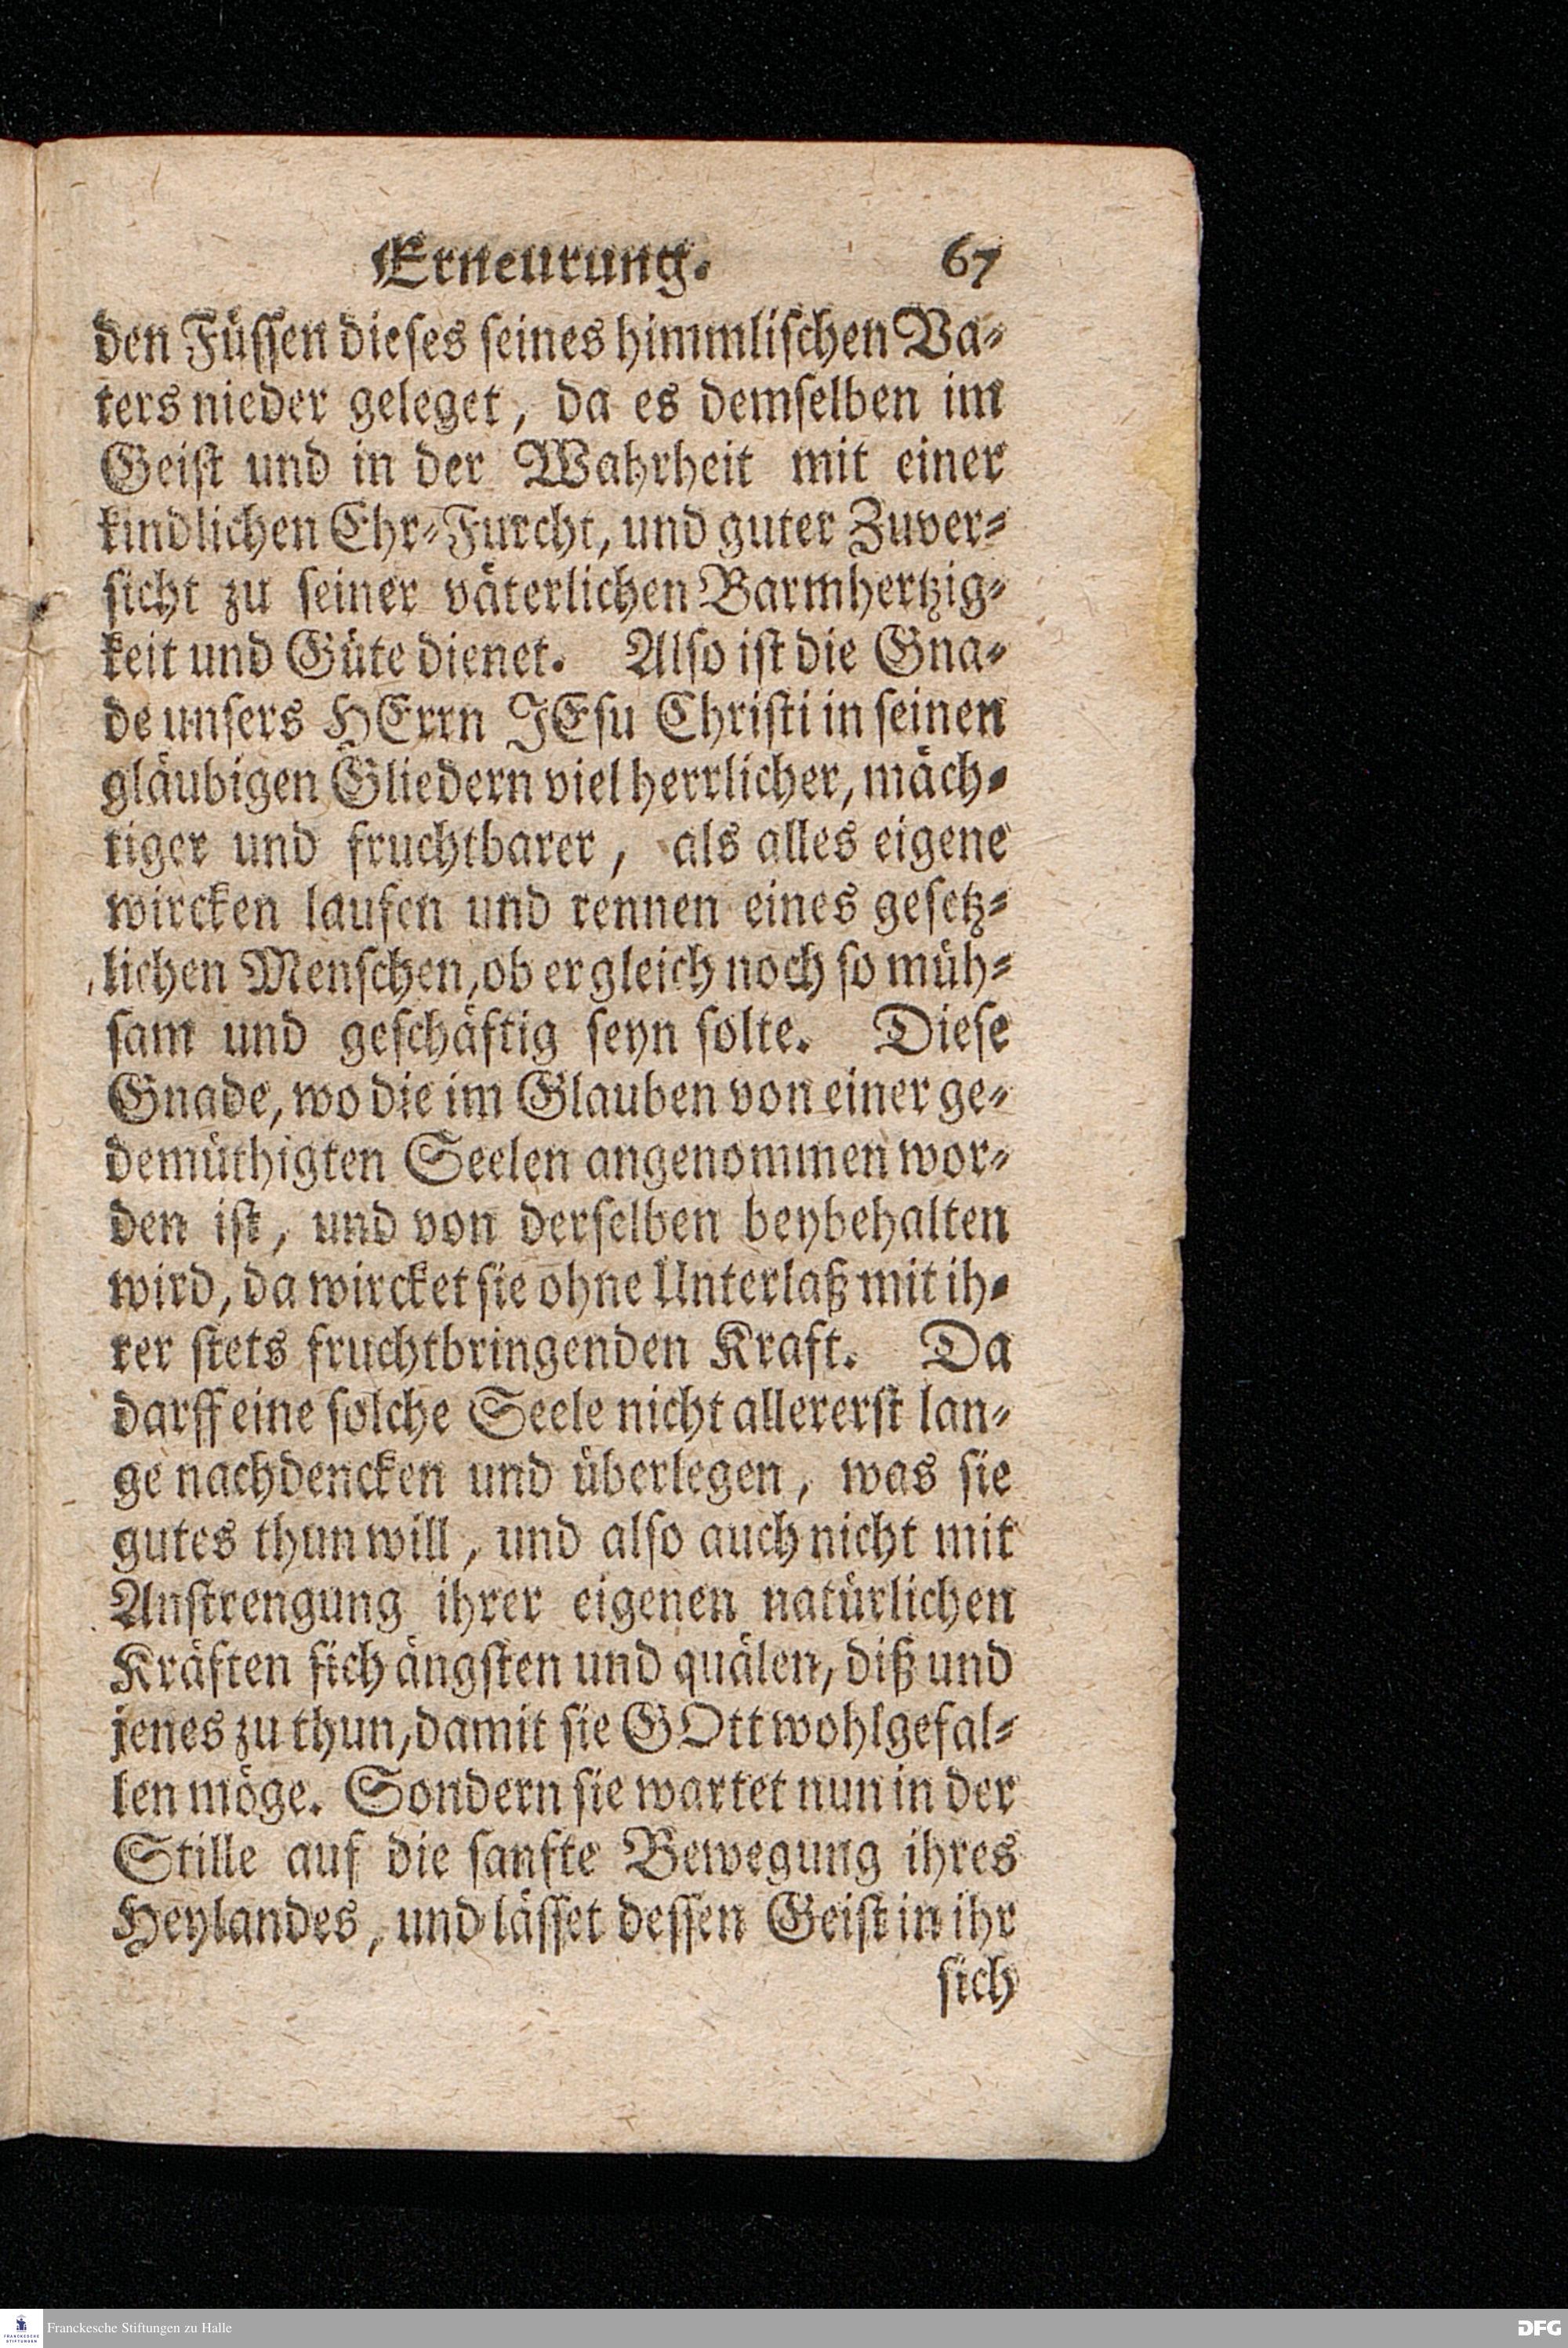 Erneurung. 67
den Füssen dieses seines himmlischen Va-
ters nieder geleget, da es demselben im
Geist und in der Wahrheit mit einer
kindlichen Ehr-Furcht, und guter Zuver-
sicht zu seiner väterlichen Barmhertzig-
keit und Güte dienet. Also ist die Gna-
de unsers HErrn JEsu Christi in seinen
gläubigen Gliedern viel herrlicher, mäch-
tiger und fruchtbarer, als alles eigene
wircken laufen und rennen eines gesetz-
lichen Menschen, ob er gleich noch so müh-
sam und geschäftig seyn solte. Diese
Gnade, wo die im Glauben von einer ge-
demüthigten Seelen angenommen wor-
den ist, und von derselben beybehalten
wird, da wircket sie ohne Unterlaß mit ih-
rer stets fruchtbringenden Kraft. Da
darff eine solche Seele nicht allererst lan-
ge nachdencken und überlegen, was sie
gutes thun will, und also auch nicht mit
Anstrengung ihrer eigenen natürlichen
Kräften sich ängsten und quälen, diß und
jenes zu thun, damit sie GOtt wohlgefal-
len möge. Sondern sie wartet nun in der
Stille auf die sanfte Bewegung ihres
Heylandes, und lässet dessen Geist in ihr
sich
FRANCKESCHE
STIFTUNGEN
Franckesche Stiftungen zu Halle
DFG